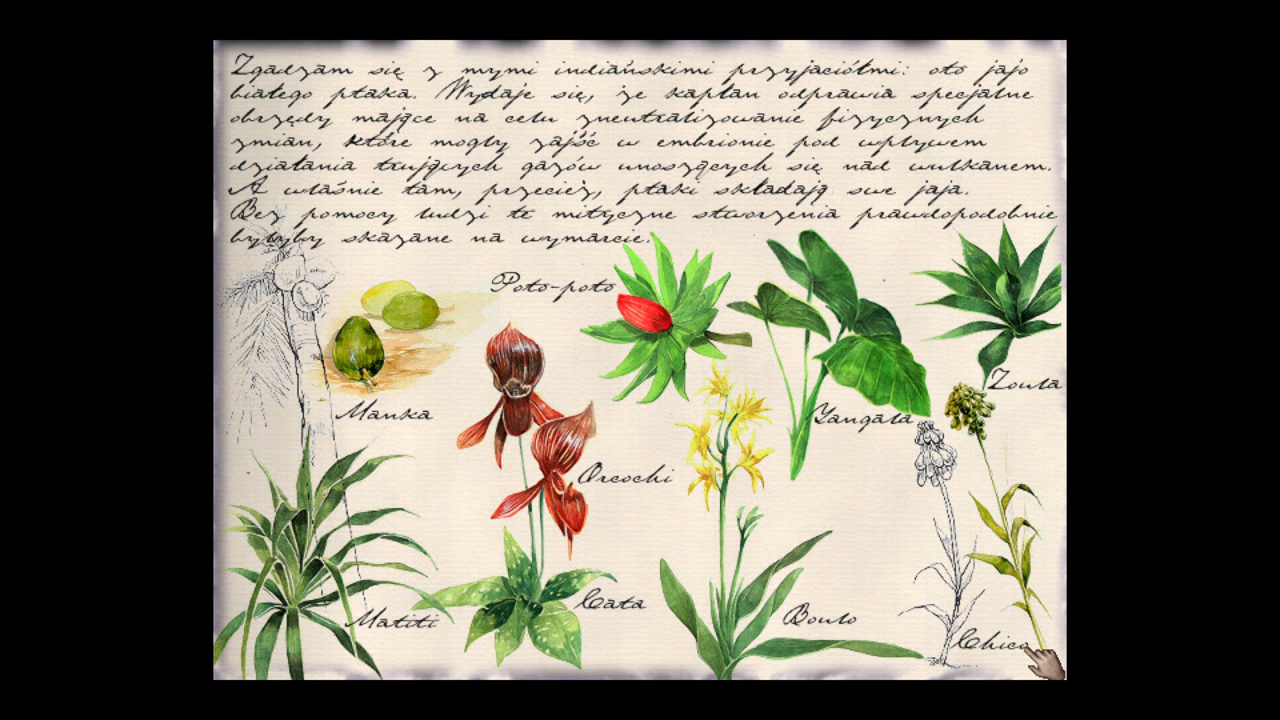 Zgadzam się z mymi indiańskimi przyjaciółmi: oto jajo
białego ptaka. Wydaje się, że kapłan odprawia specjalne
obrzędy mające na celu zneutralizowanie fizycznych
zmian, które mogły zajść w embrionie pod wpływem
działania trujących gazów unoszących się nad wulkanem.
A właśnie tam, przecież, ptaki składają swe jaja.
Bez pomocy ludzi te mityczne stworzenia prawdopodobnie
byłyby skazane na wymarcie.
Poto-poto
Zouta
Manka
Yangala
Orcochi
Cata
Matiti
Bouto
Chico